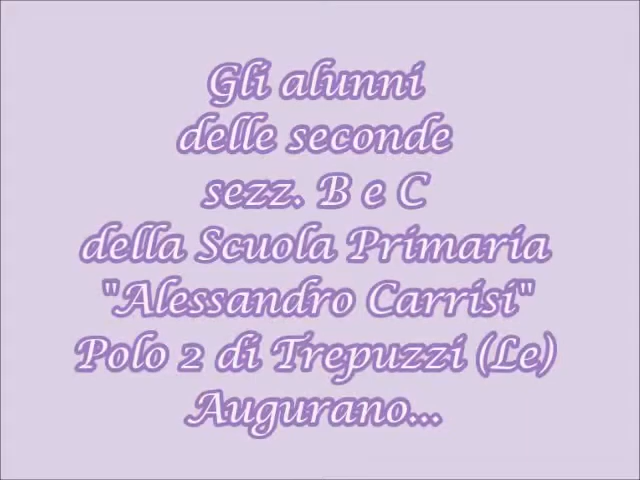 Gli alunni
delle seconde
sezz. B e C
della Scuola Primaria
"Alessandro Carrisi"
Polo 2 di Trepuzzi (Le)
Augurano...